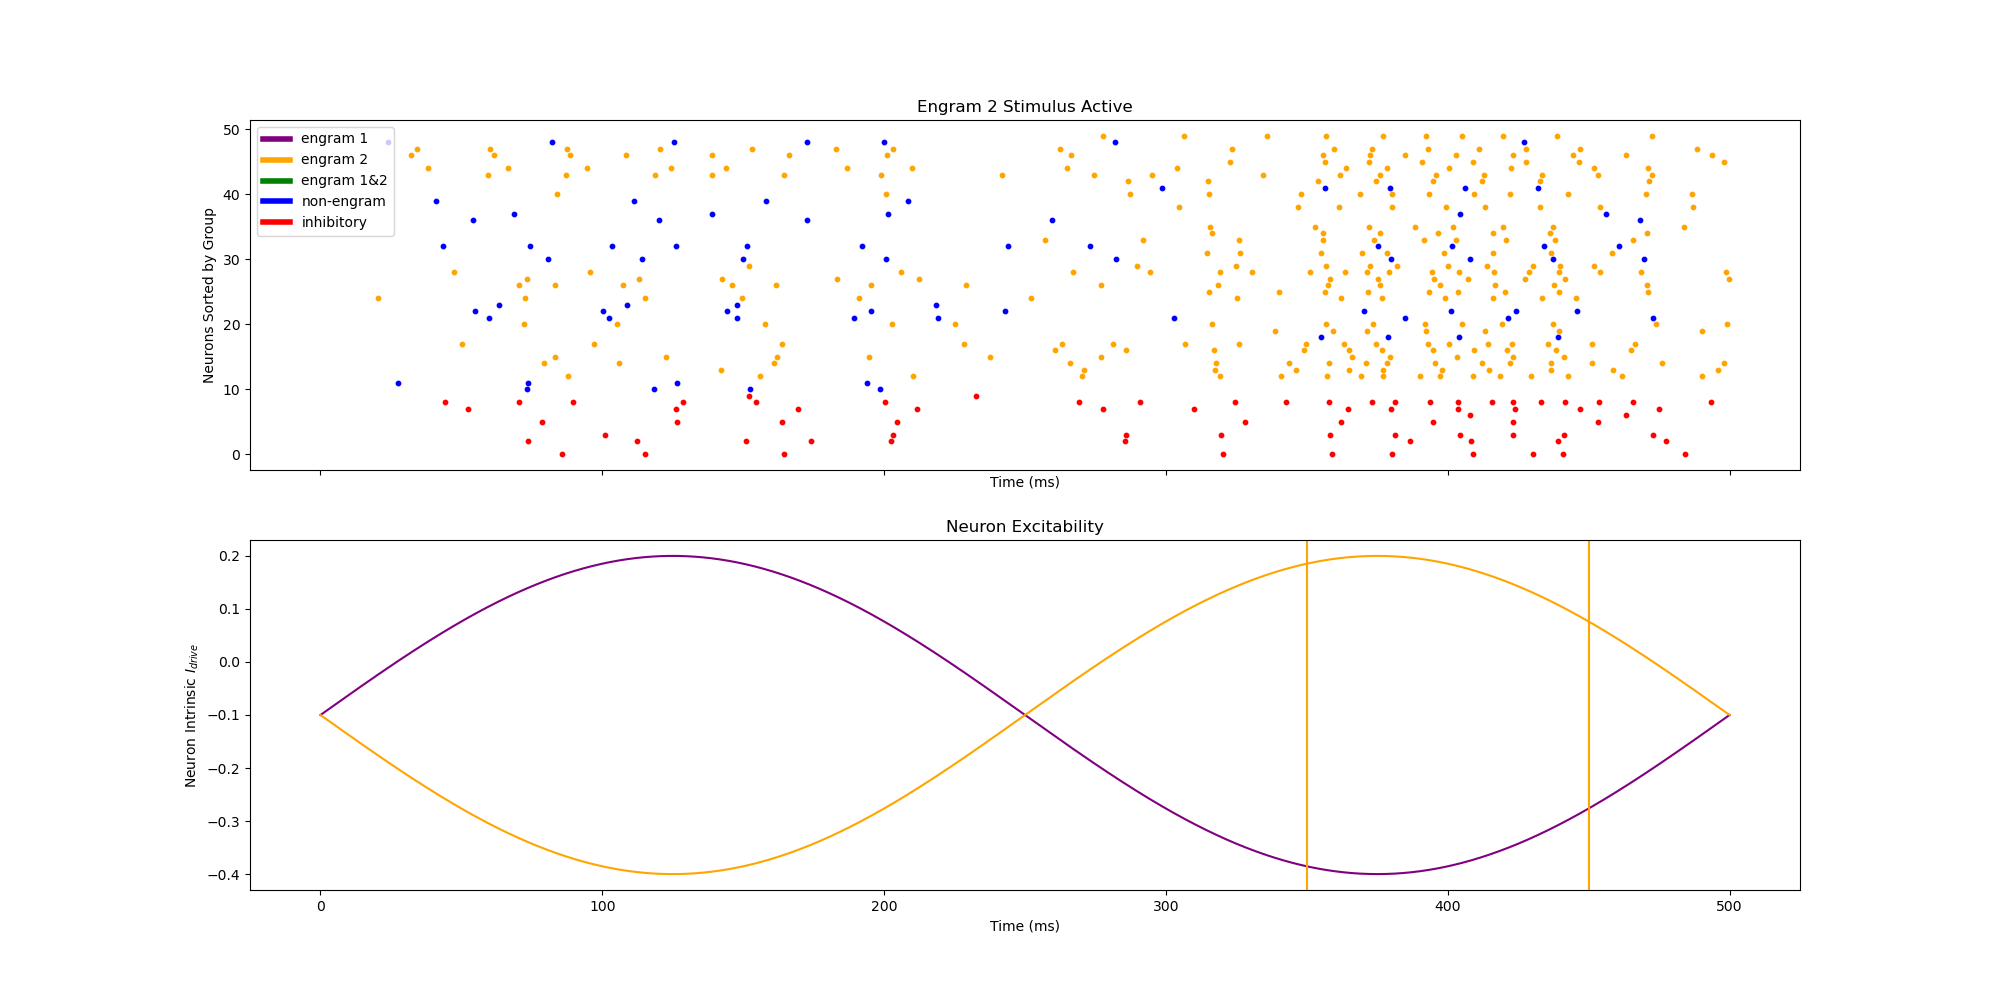 Engram 2 Stimulus Active
50
40
30
20
10
0
Neurons Sorted by Group
engram 1
engram 2
engram 1&2
non-engram
inhibitory
Time (ms)
Neuron Excitability
0.2
0.1
0.0
−0.1
−0.2
−0.3
−0.4
Neuron Intrinsic I_drive
0 100 200 300 400 500
Time (ms)